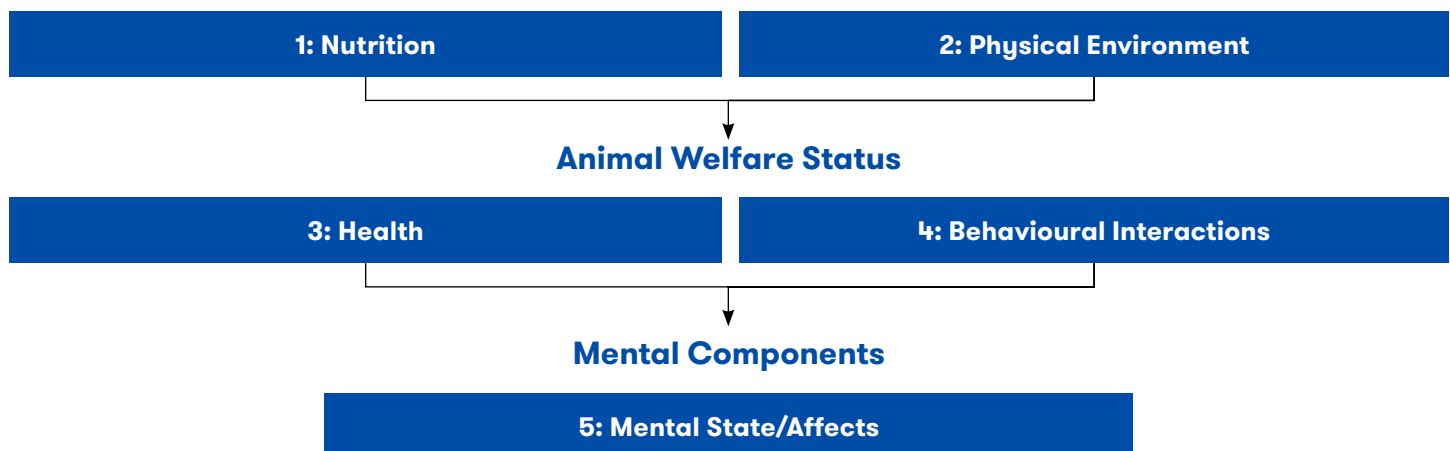 1: Nutrition
2: Physical Environment
Animal Welfare Status
3: Health
4: Behavioural Interactions
Mental Components
5: Mental State/Affects